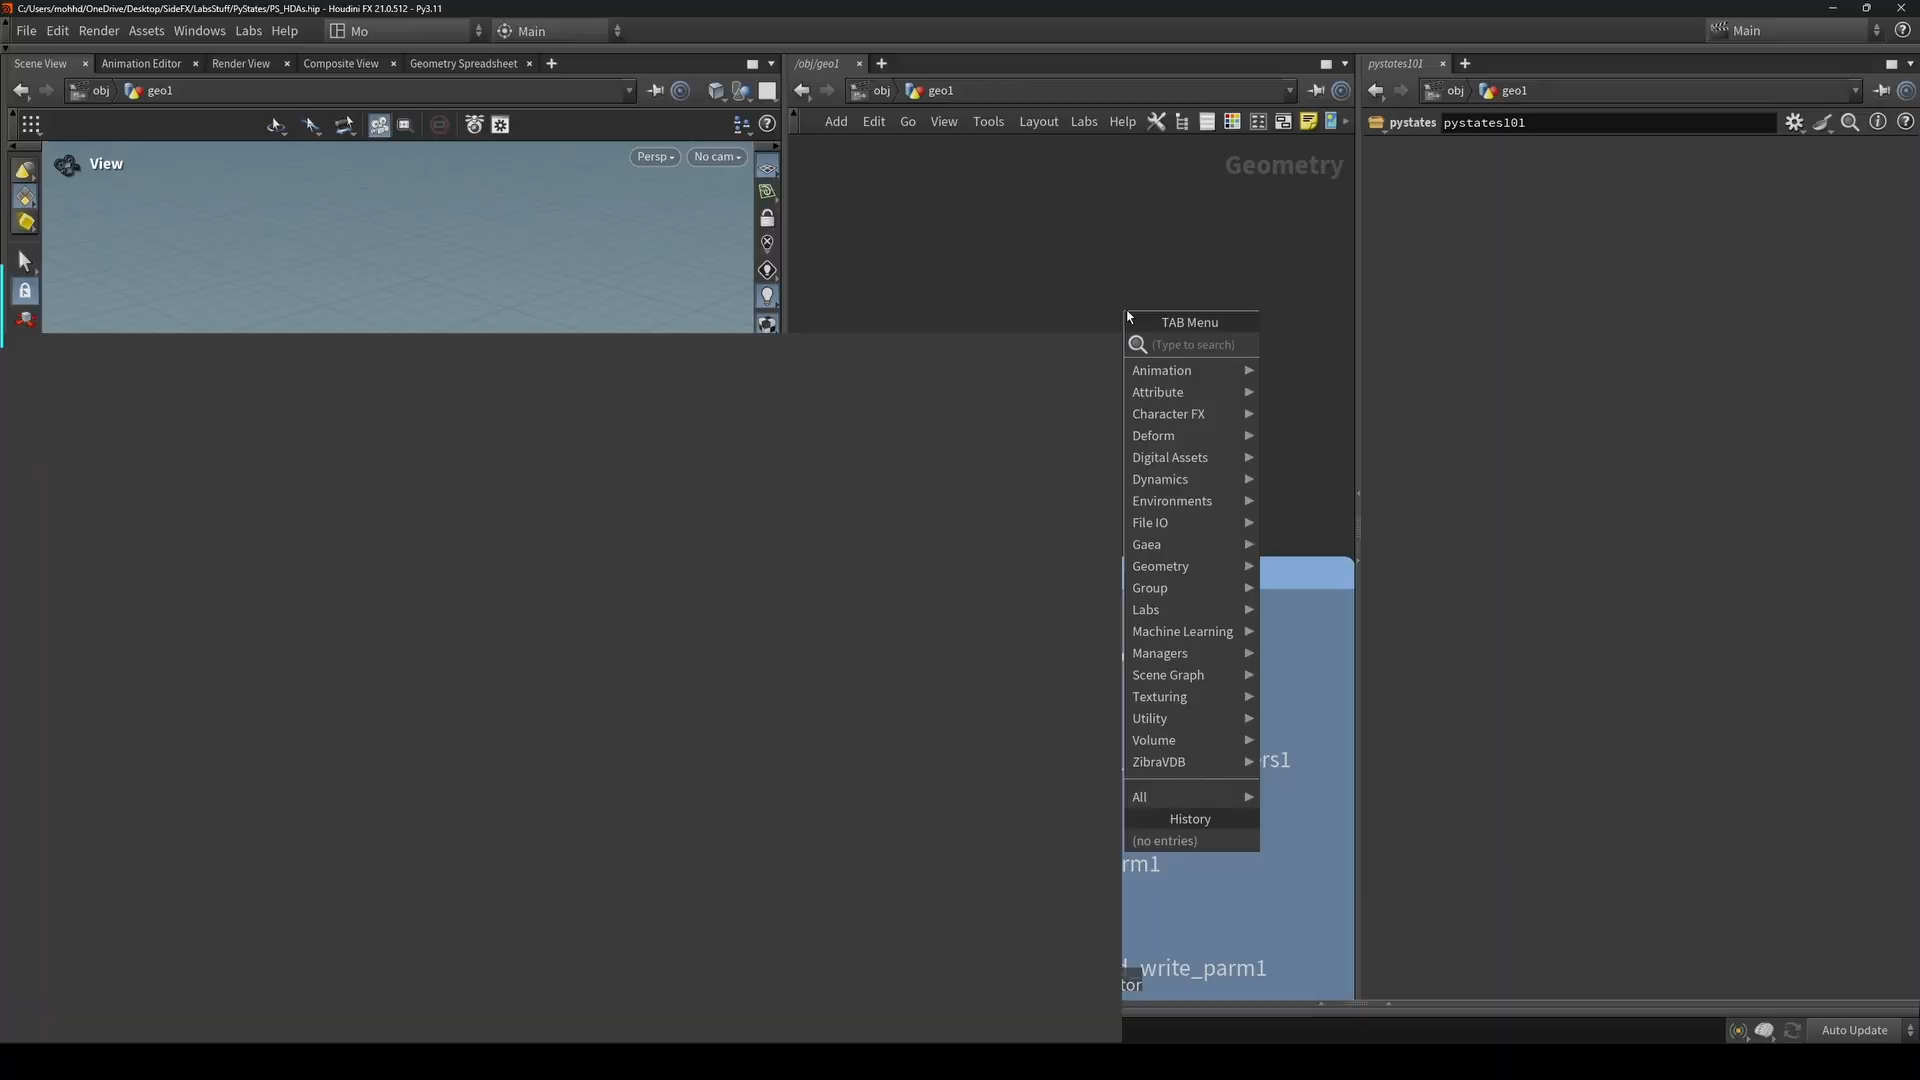 C:/Users/mohhd/OneDrive/Desktop/SideFX/LabsStuff/PyStates/PS_HDAs.hip - Houdini FX 21.0.512 - Py3.11
File Edit Render Assets Windows Labs Help Mo Main Main
Scene View Animation Editor Render View Composite View Geometry Spreadsheet /obj/geo1 pystates101
obj geo1 obj geo1 obj geo1
Add Edit Go View Tools Layout Labs Help pystates pystates101
View Persp No cam Geometry
TAB Menu
(Type to search)
Animation
Attribute
Character FX
Deform
Digital Assets
Dynamics
Environments
File IO
Gaea
Geometry
Group
Labs
Machine Learning
Managers
Scene Graph
Texturing
Utility
Volume
ZibraVDB
All
History
(no entries)
rs1
rm1
_write_parm1
tor
Auto Update